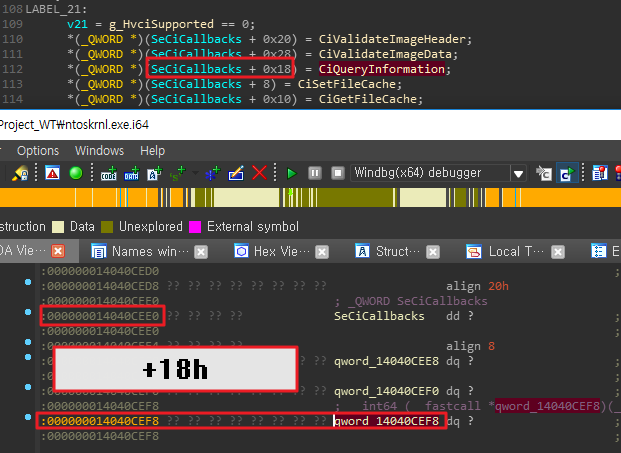 108 LABEL_21:
109 v21 = g_HvciSupported == 0;
110 *(_QWORD *)(SeCiCallbacks + 0x20) = CiValidateImageHeader;
111 *(_QWORD *)(SeCiCallbacks + 0x28) = CiValidateImageData;
112 *(_QWORD *)(SeCiCallbacks + 0x18) = CiQueryInformation;
113 *(_QWORD *)(SeCiCallbacks + 8) = CiSetFileCache;
114 *(_QWORD *)(SeCiCallbacks + 0x10) = CiGetFileCache;
Project_WT₩ntoskrnl.exe.i64
Options Windows Help
Windbg(x64) debugger
struction Data Unexplored External symbol
DA Vie... Names win... Hex Vie... Struct... Local T... E
:000000014040CED0
:000000014040CED8 ?? ?? ?? ?? ?? ?? ?? ?? align 20h
:000000014040CEE0 ; _QWORD SeCiCallbacks
:000000014040CEE0 ?? ?? ?? ?? SeCiCallbacks dd ?
:000000014040CEE0
align 8
+18h
?? qword_14040CEE8 dq ?
?? qword_14040CEF0 dq ?
:000000014040CEF8 ; int64 (__fastcall *qword_14040CEF8)(_
:000000014040CEF8 ?? ?? ?? ?? ?? ?? ?? ?? qword_14040CEF8 dq ?
:000000014040CEF8